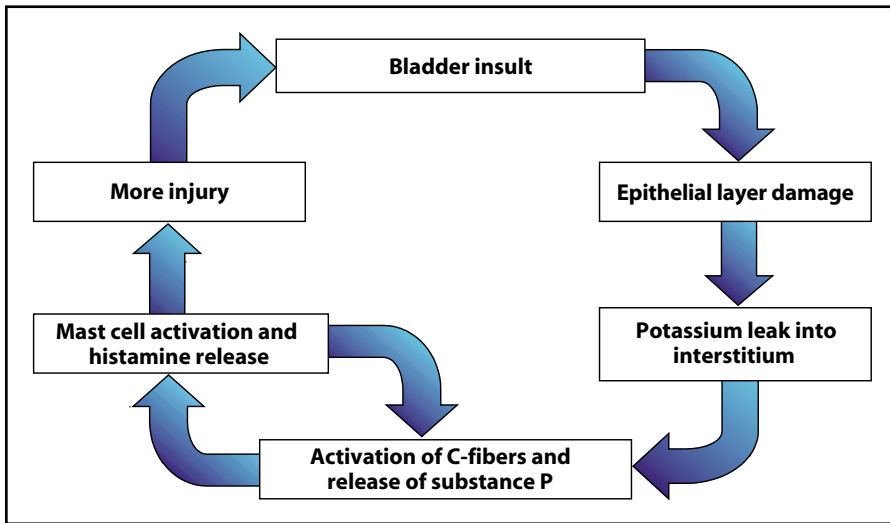 Bladder insult
Epithelial layer damage
Potassium leak into
interstitium
Activation of C-fibers and
release of substance P
Mast cell activation and
histamine release
More injury